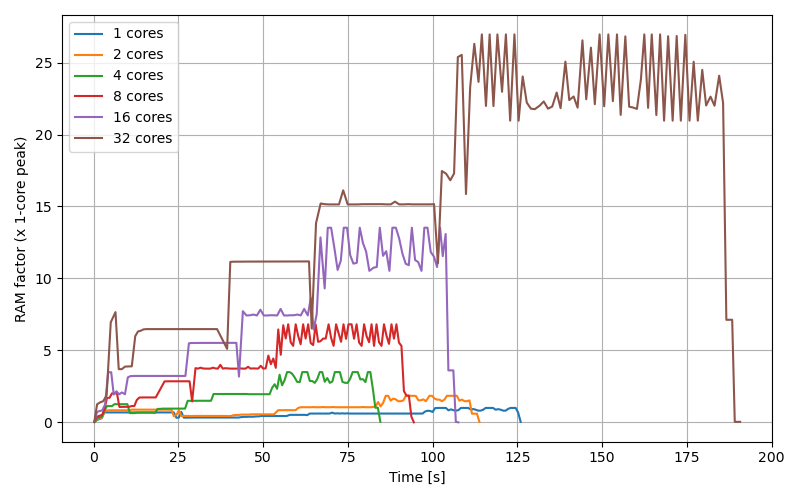 1 cores
2 cores
4 cores
8 cores
16 cores
32 cores
RAM factor (x 1-core peak)
25
20
15
10
5
0
0 25 50 75 100 125 150 175 200
Time [s]